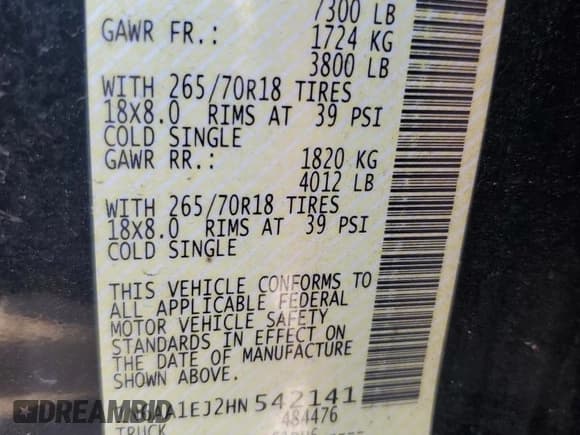 7300 LB
GAWR FR.: 1724 KG
3800 LB
WITH 265/70R18 TIRES
18X8.0 RIMS AT 39 PSI
COLD SINGLE
GAWR RR.: 1820 KG
4012 LB
WITH 265/70R18 TIRES
18X8.0 RIMS AT 39 PSI
COLD SINGLE
THIS VEHICLE CONFORMS TO
ALL APPLICABLE FEDERAL
MOTOR VEHICLE SAFETY
STANDARDS IN EFFECT ON
THE DATE OF MANUFACTURE
SHOWN ABOVE.
1EJ2HN 542141
DREAMBID
484476
TRUCK